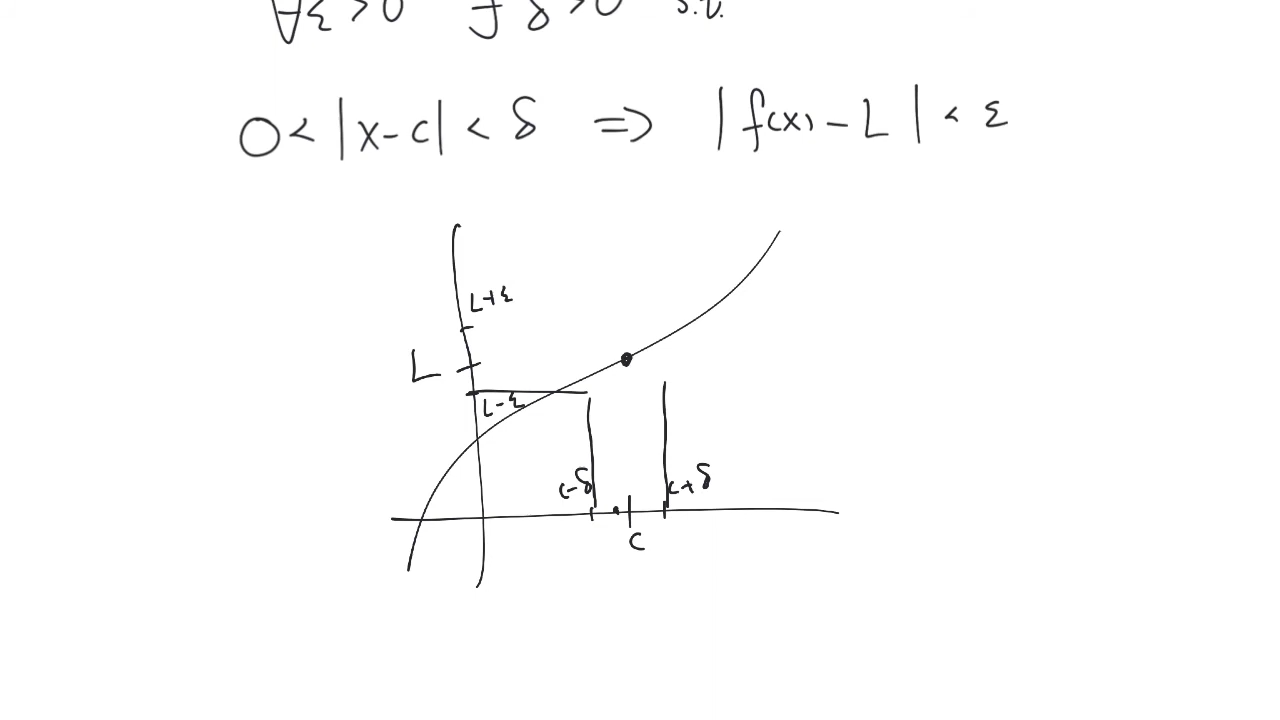 ∀ε > 0 ∃ δ > 0 s.t.
0 < |x - c| < δ ⇒ |f(x) - L| < ε
L+ε
L
L-ε
c-δ
c+δ
c